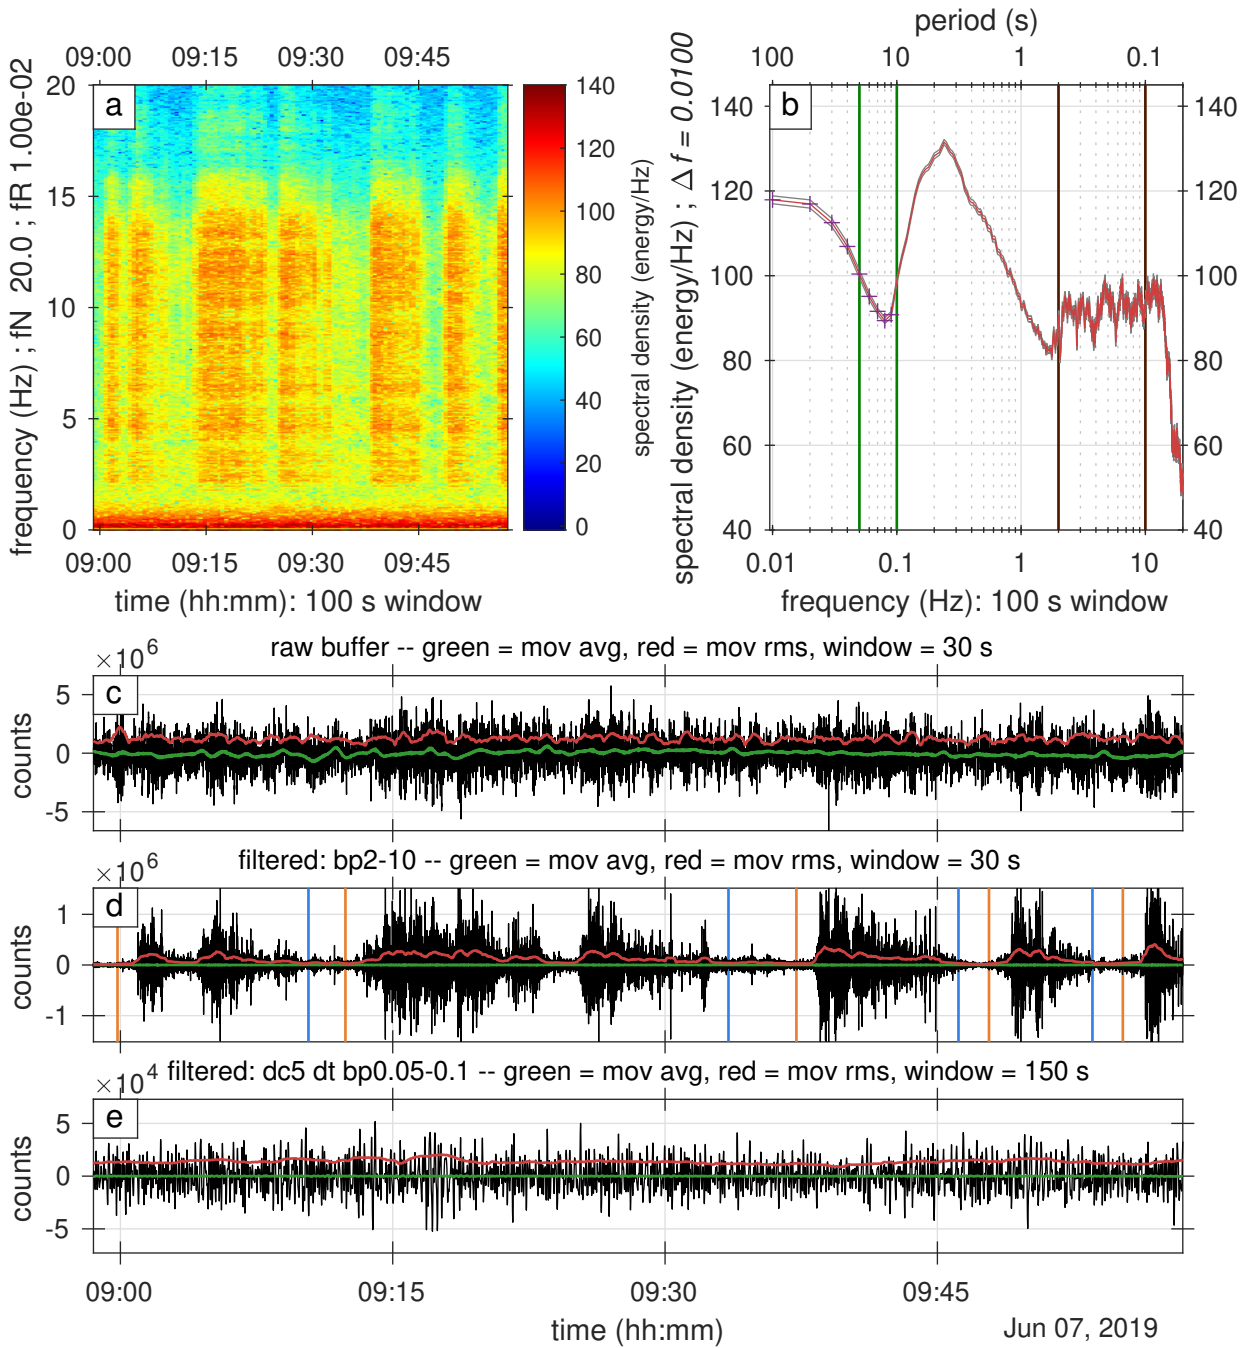 09:00 09:15 09:30 09:45
a
20
15
10
5
0
frequency (Hz) ; fN 20.0 ; fR 1.00e-02
09:00 09:15 09:30 09:45
time (hh:mm): 100 s window
140
120
100
80
60
40
20
0
spectral density (energy/Hz)
period (s)
100 10 1 0.1
b
140 140
120 120
100 100
80 80
60 60
40 40
spectral density (energy/Hz) ; Δ f = 0.0100
0.01 0.1 1 10
frequency (Hz): 100 s window
×10^6
raw buffer -- green = mov avg, red = mov rms, window = 30 s
c
5
0
-5
counts
×10^6
filtered: bp2-10 -- green = mov avg, red = mov rms, window = 30 s
d
1
0
-1
counts
×10^4
filtered: dc5 dt bp0.05-0.1 -- green = mov avg, red = mov rms, window = 150 s
e
5
0
-5
counts
09:00 09:15 09:30 09:45
time (hh:mm)
Jun 07, 2019